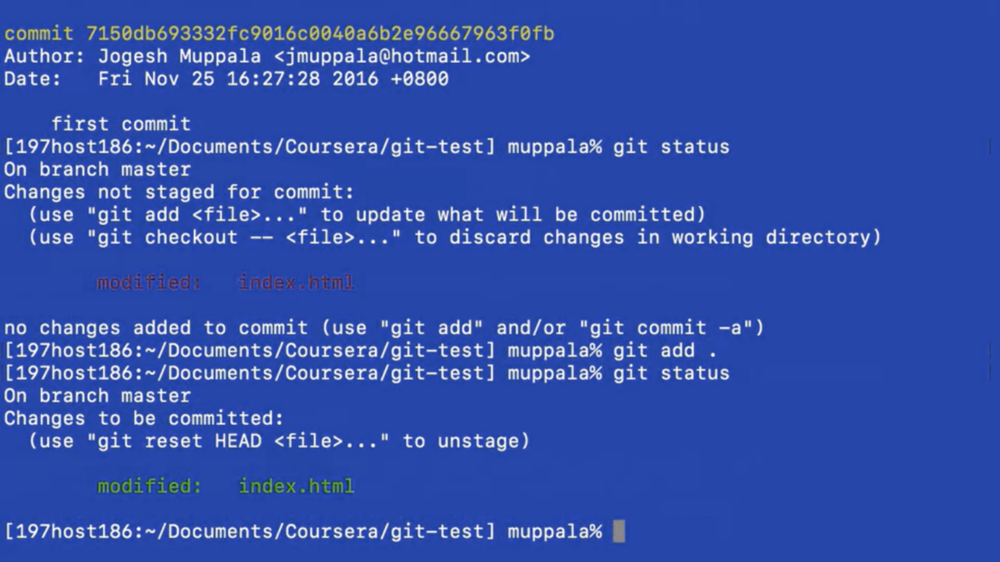 commit 7150db693332fc9016c0040a6b2e96667963f0fb
Author: Jogesh Muppala <jmuppala@hotmail.com>
Date:   Fri Nov 25 16:27:28 2016 +0800
    first commit
[197host186:~/Documents/Coursera/git-test] muppala% git status
On branch master
Changes not staged for commit:
  (use "git add <file>..." to update what will be committed)
  (use "git checkout -- <file>..." to discard changes in working directory)
        modified:   index.html
no changes added to commit (use "git add" and/or "git commit -a")
[197host186:~/Documents/Coursera/git-test] muppala% git add .
[197host186:~/Documents/Coursera/git-test] muppala% git status
On branch master
Changes to be committed:
  (use "git reset HEAD <file>..." to unstage)
        modified:   index.html
[197host186:~/Documents/Coursera/git-test] muppala%